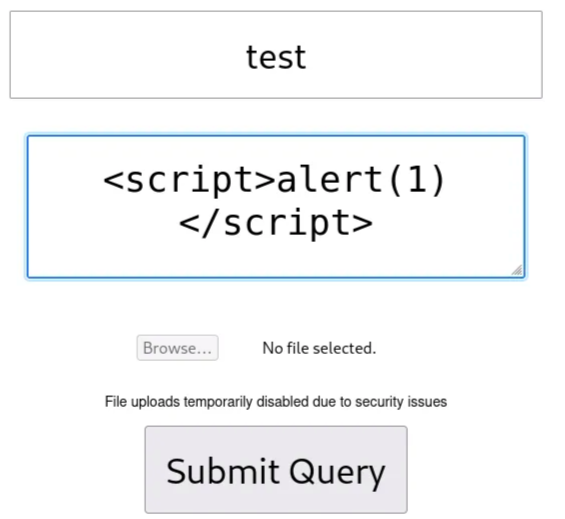 test
<script>alert(1)
</script>
Browse... No file selected.
File uploads temporarily disabled due to security issues
Submit Query